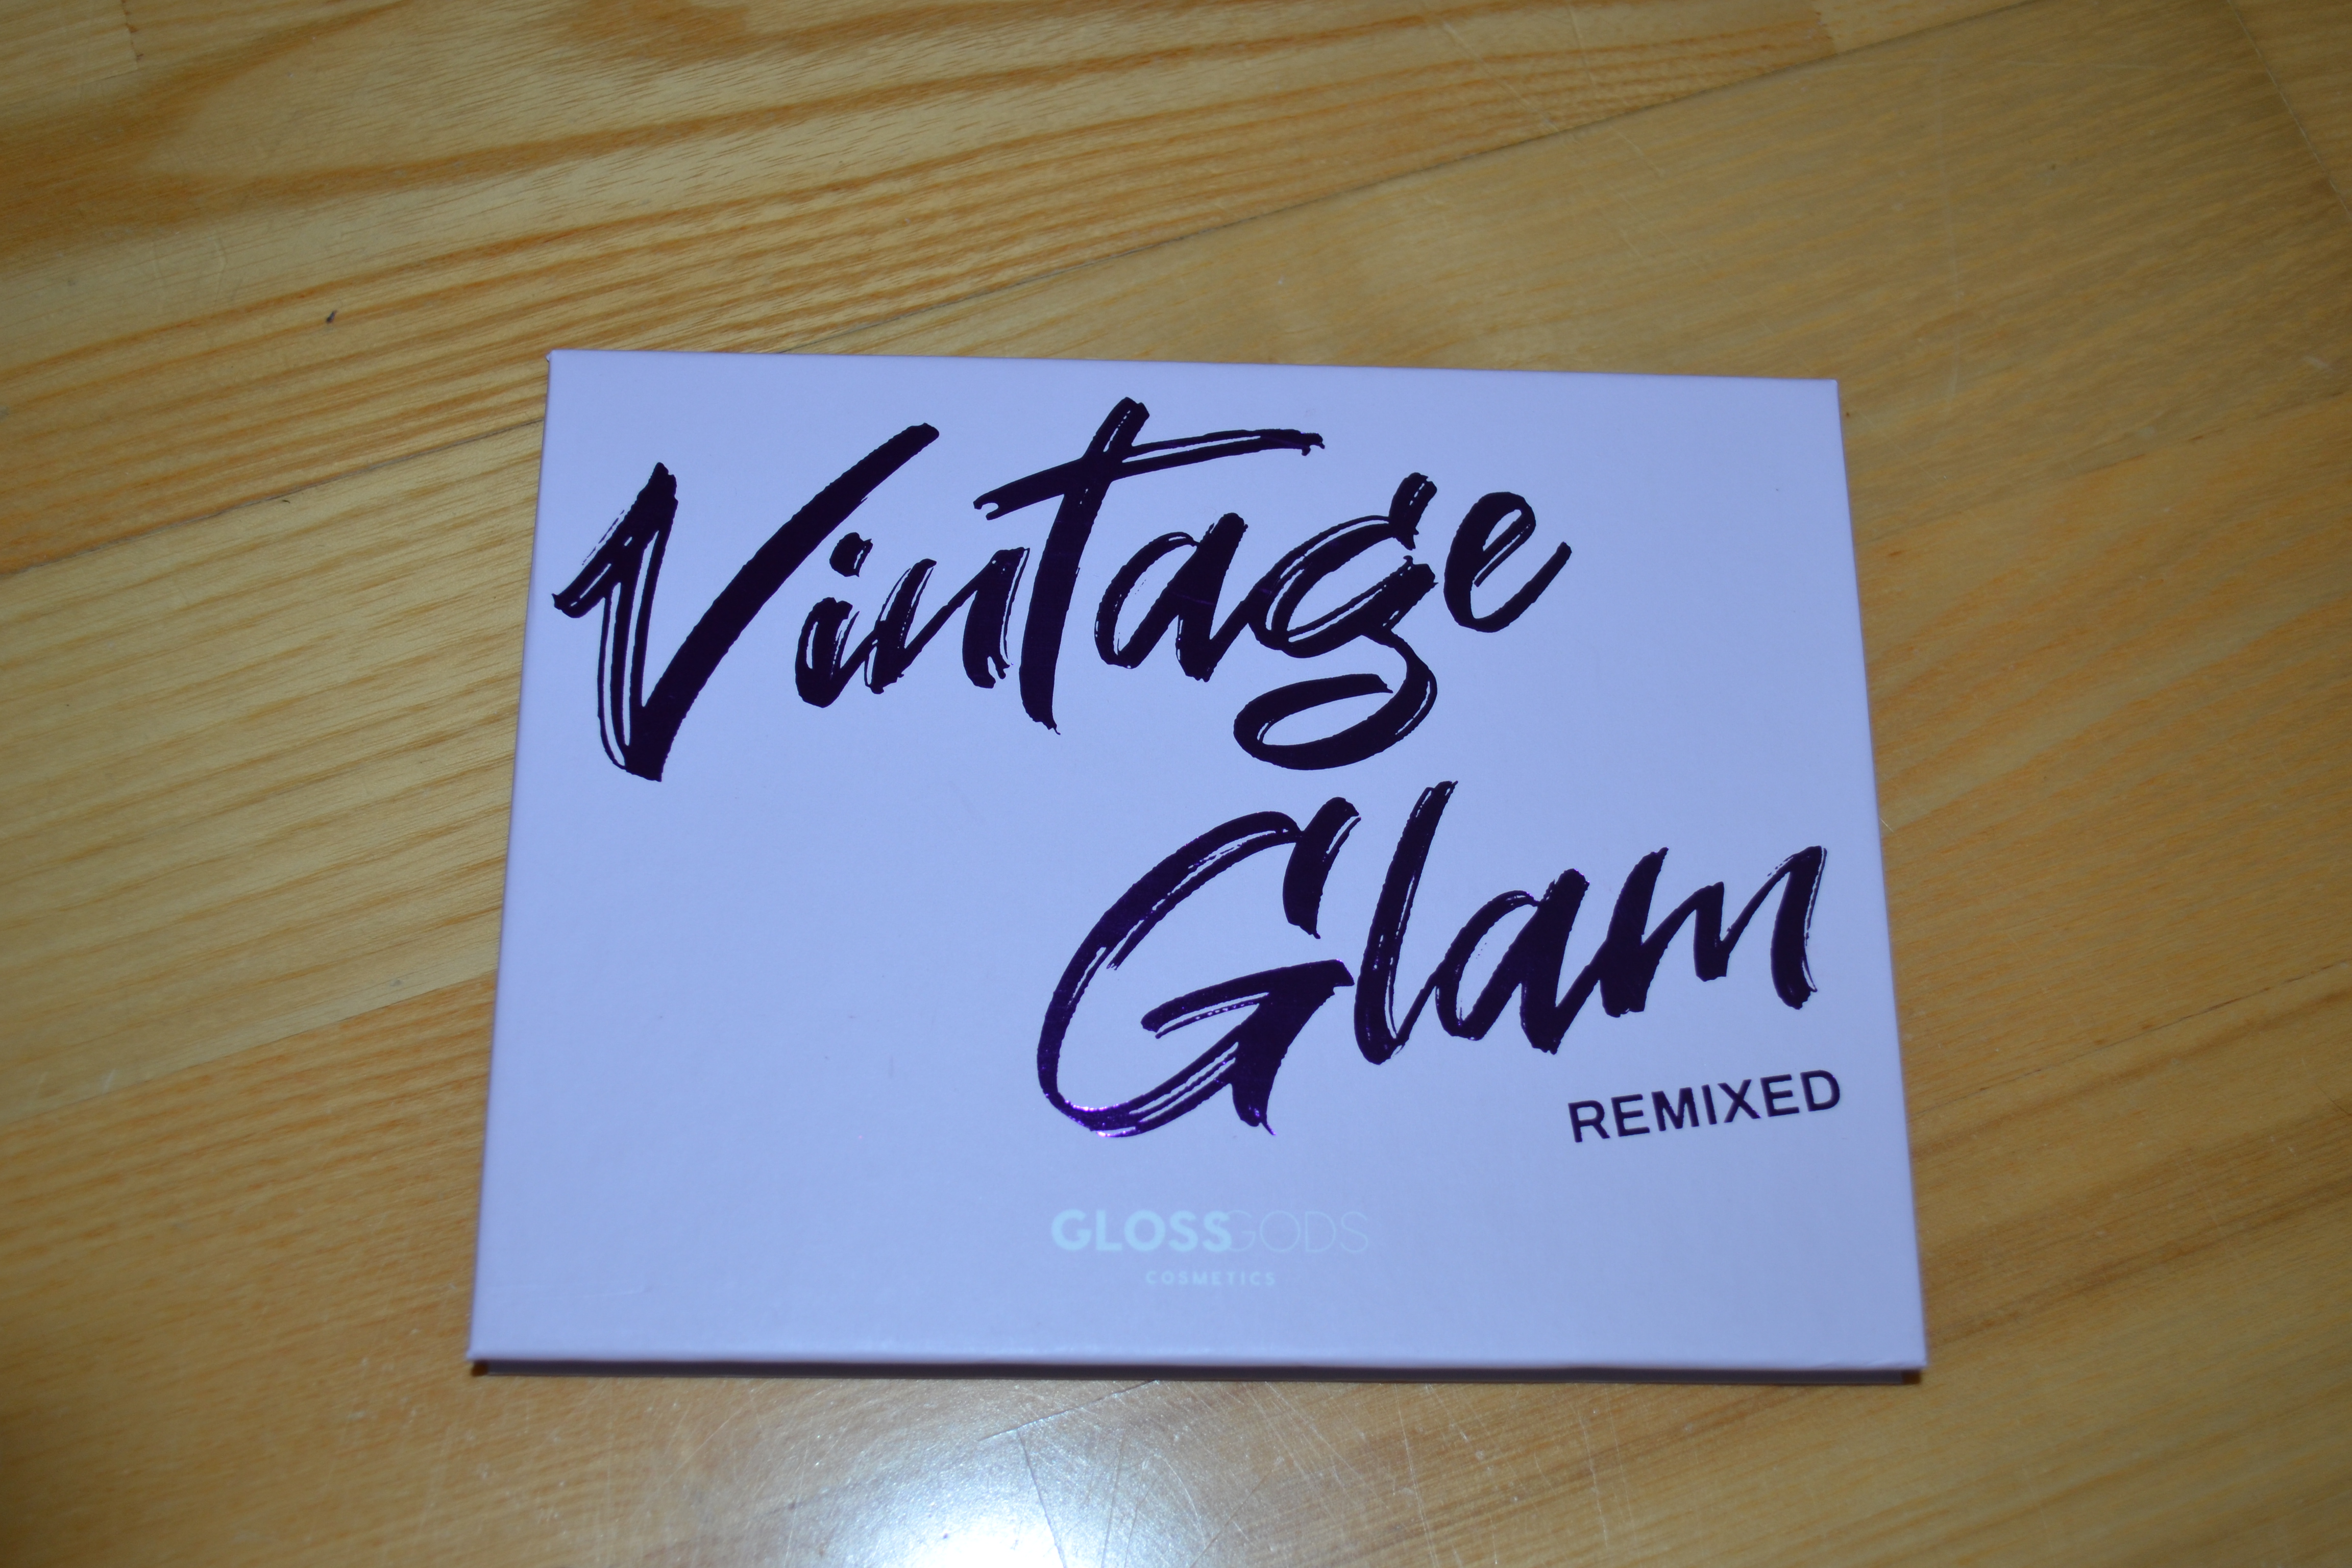 Vintage
Glam
REMIXED
GLOSSGODS
COSMETICS